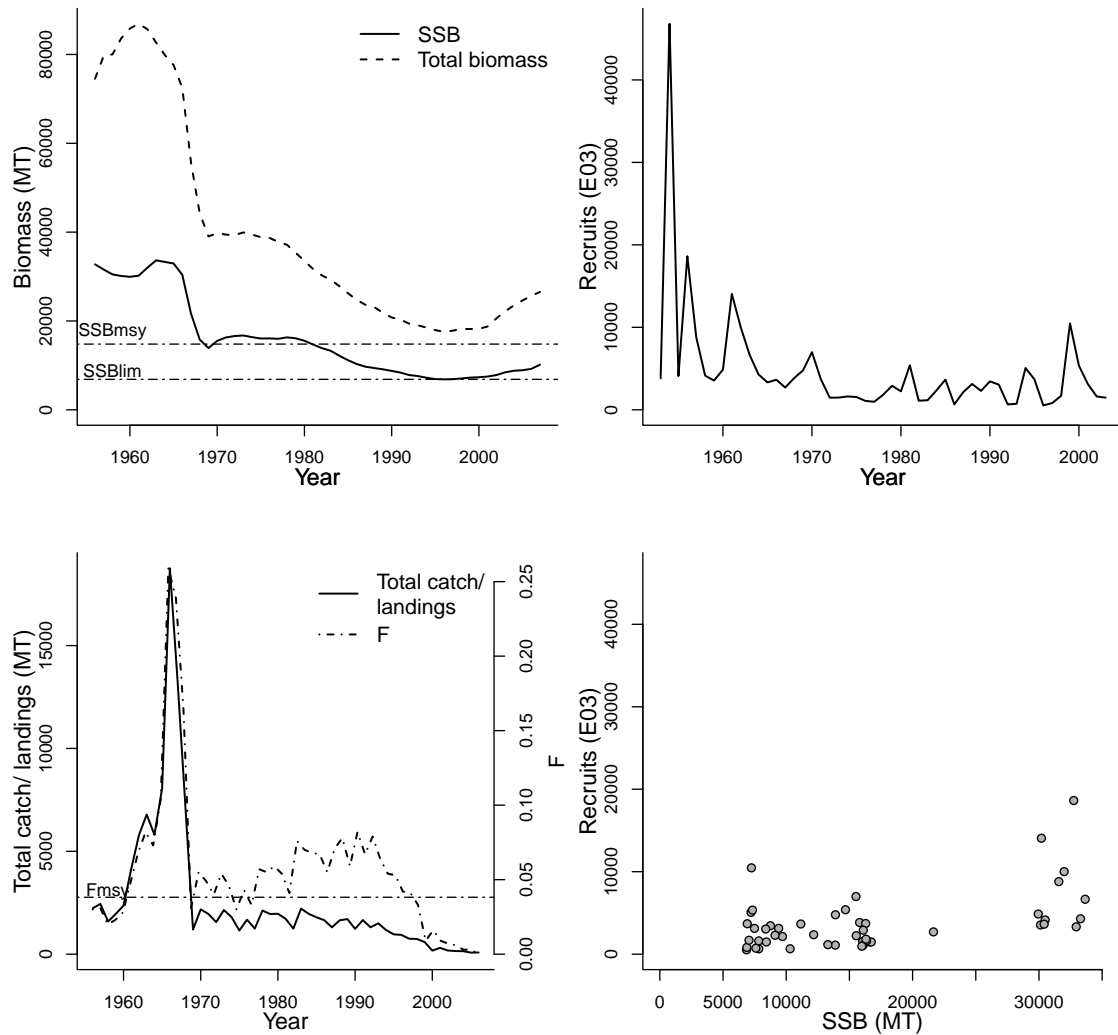 SSB
Total biomass
Biomass (MT)
80000
60000
40000
20000
0
SSBmsy
SSBlim
1960 1970 1980 1990 2000
Year
Recruits (E03)
40000
30000
20000
10000
0
1960 1970 1980 1990 2000
Year
Total catch/
landings
F
Total catch/ landings (MT)
15000
10000
5000
0
Fmsy
0.25
0.20
0.15
0.10
0.05
0.00
F
1960 1970 1980 1990 2000
Year
Recruits (E03)
40000
30000
20000
10000
0
0 5000 10000 20000 30000
SSB (MT)